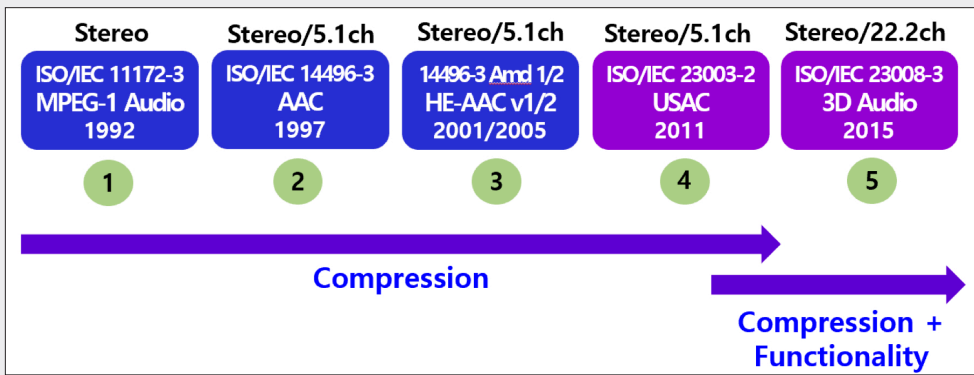 Stereo
Stereo/5.1ch
Stereo/5.1ch
Stereo/5.1ch
Stereo/22.2ch
ISO/IEC 11172-3
MPEG-1 Audio
1992
ISO/IEC 14496-3
AAC
1997
14496-3 Amd 1/2
HE-AAC v1/2
2001/2005
ISO/IEC 23003-2
USAC
2011
ISO/IEC 23008-3
3D Audio
2015
1
2
3
4
5
Compression
Compression +
Functionality